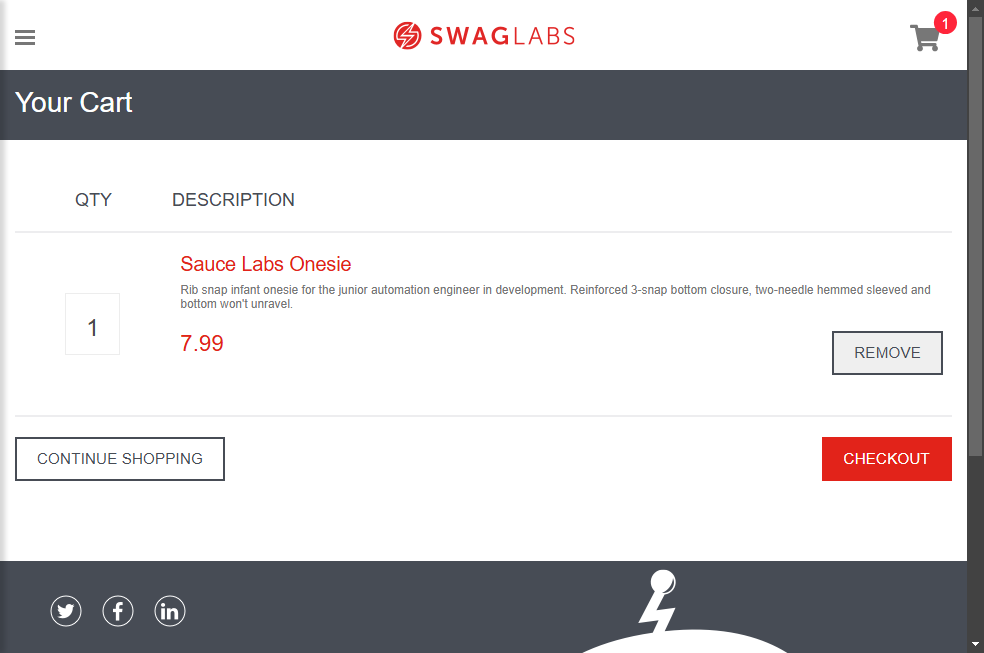 SWAGLABS
1
Your Cart
QTY DESCRIPTION
Sauce Labs Onesie
Rib snap infant onesie for the junior automation engineer in development. Reinforced 3-snap bottom closure, two-needle hemmed sleeved and
bottom won't unravel.
1
7.99
REMOVE
CONTINUE SHOPPING
CHECKOUT
in